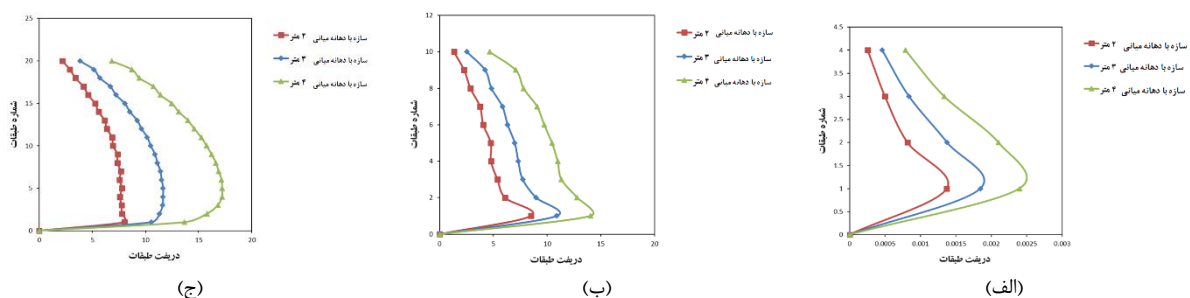 4.5
4
3.5
3
2.5
2
1.5
1
0.5
0
0 0.0005 0.001 0.0015 0.002 0.0025 0.003
شماره طبقات
دریفت طبقات
سازه با دهانه میانی ۲ متر
سازه با دهانه میانی ۳ متر
سازه با دهانه میانی ۴ متر
(الف)
12
10
8
6
4
2
0
0 5 10 15 20
شماره طبقات
دریفت طبقات
سازه با دهانه میانی ۲ متر
سازه با دهانه میانی ۳ متر
سازه با دهانه میانی ۴ متر
(ب)
25
20
15
10
5
0
0 5 10 15 20
شماره طبقات
دریفت طبقات
سازه با دهانه میانی ۲ متر
سازه با دهانه میانی ۳ متر
سازه با دهانه میانی ۴ متر
(ج)